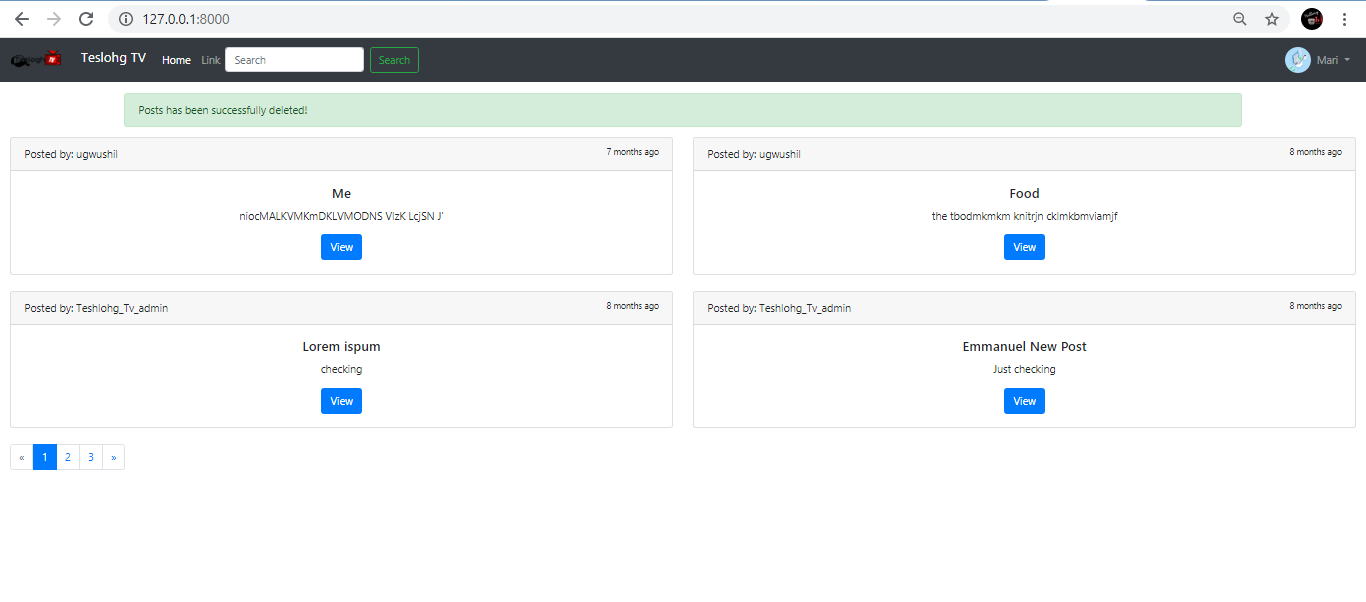 127.0.0.1:8000
Teslohg TV Home Link Search Search Mari
Posts has been successfully deleted!
Posted by: ugwushil 7 months ago
Me
niocMALKVMKmDKLVMODNS VlzK LcjSN J'
View
Posted by: ugwushil 8 months ago
Food
the tbodmkmkm knitrjn cklmkbmviamjf
View
Posted by: Teshlohg_Tv_admin 8 months ago
Lorem ispum
checking
View
Posted by: Teshlohg_Tv_admin 8 months ago
Emmanuel New Post
Just checking
View
« 1 2 3 »